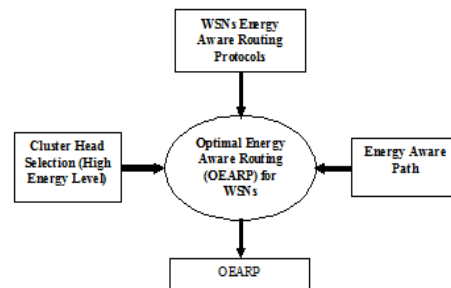 WSNs Energy
Aware Routing
Protocols
Cluster Head
Selection (High
Energy Level)
Optimal Energy
Aware Routing
(OEARP) for
WSNs
Energy Aware
Path
OEARP